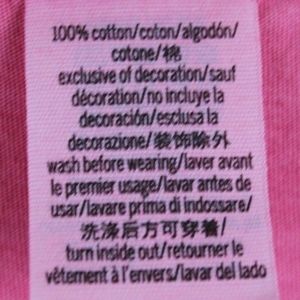 100% cotton/coton/algodón/
cotone/棉
exclusive of decoration/sauf
décoration/no incluye la
decoración/esclusa la
decorazione/装饰除外
wash before wearing/laver avant
le premier usage/lavar antes de
usar/lavare prima di indossare/
洗涤后方可穿着/
turn inside out/retourner le
vêtement à l'envers/lavar del lado